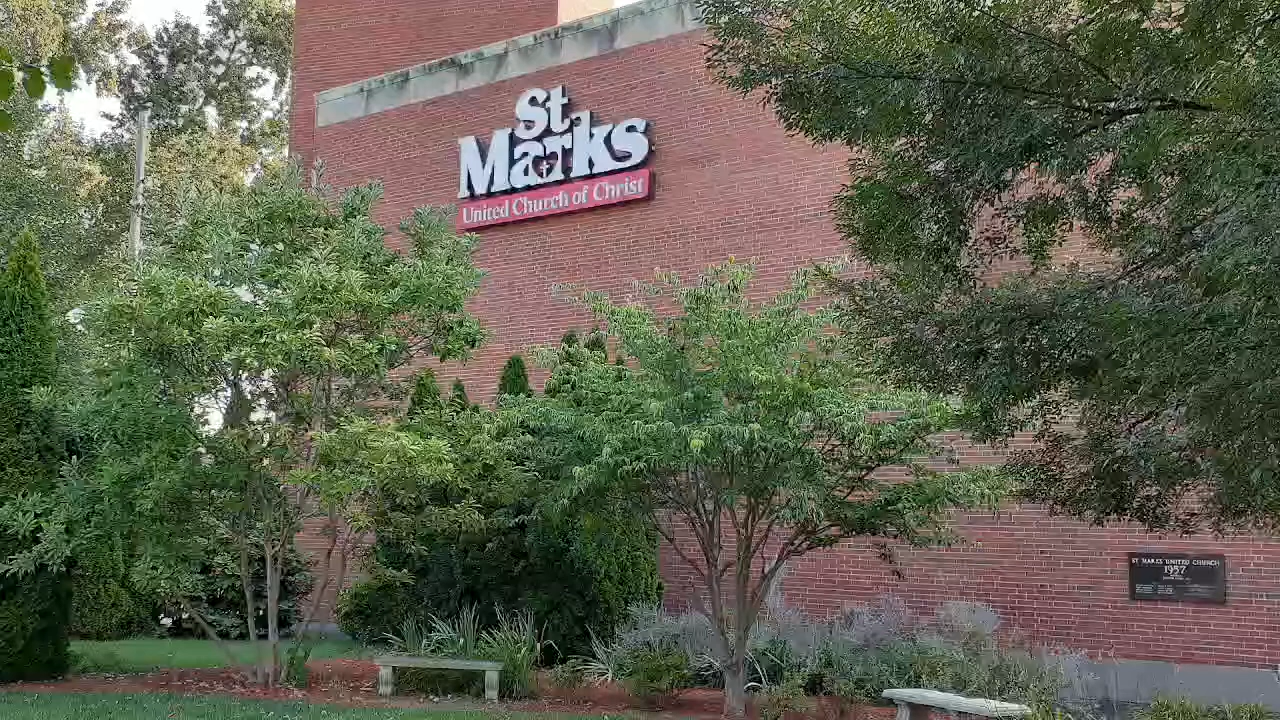 St
Marks
United Church of Christ
ST MARKS UNITED CHURCH
1957